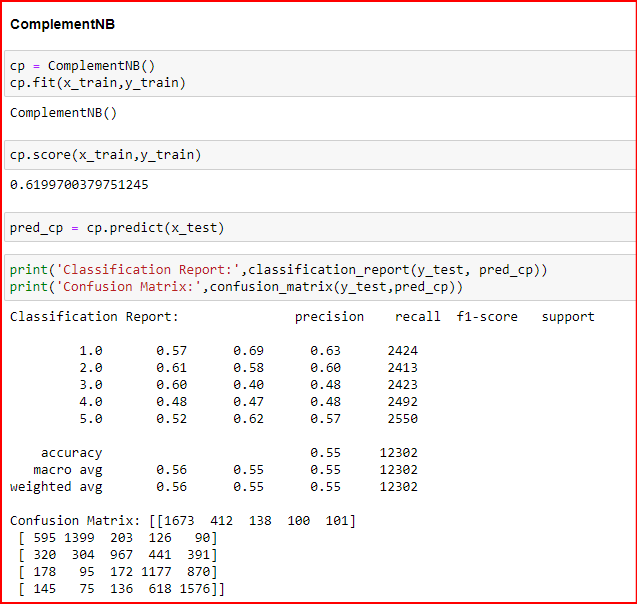 ComplementNB
cp = ComplementNB()
cp.fit(x_train,y_train)
ComplementNB()
cp.score(x_train,y_train)
0.6199700379751245
pred_cp = cp.predict(x_test)
print('Classification Report:',classification_report(y_test, pred_cp))
print('Confusion Matrix:',confusion_matrix(y_test,pred_cp))
Classification Report:               precision    recall  f1-score   support
         1.0       0.57      0.69      0.63      2424
         2.0       0.61      0.58      0.60      2413
         3.0       0.60      0.40      0.48      2423
         4.0       0.48      0.47      0.48      2492
         5.0       0.52      0.62      0.57      2550
    accuracy                           0.55     12302
   macro avg       0.56      0.55      0.55     12302
weighted avg       0.56      0.55      0.55     12302
Confusion Matrix: [[1673  412  138  100  101]
 [ 595 1399  203  126   90]
 [ 320  304  967  441  391]
 [ 178   95  172 1177  870]
 [ 145   75  136  618 1576]]